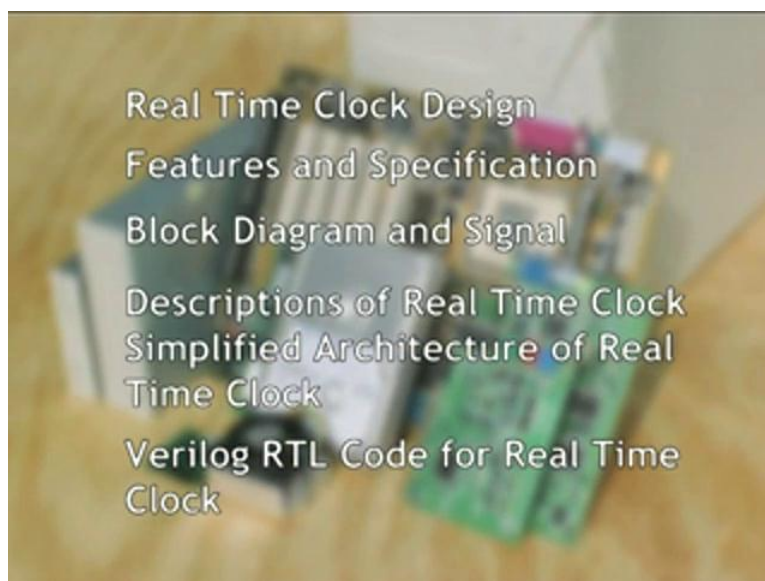 Real Time Clock Design
Features and Specification
Block Diagram and Signal
Descriptions of Real Time Clock
Simplified Architecture of Real
Time Clock
Verilog RTL Code for Real Time
Clock